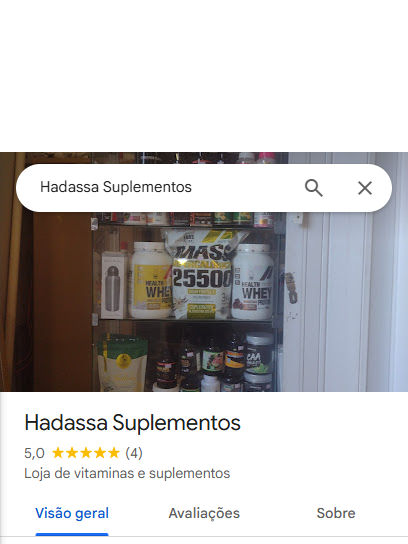 Hadassa Suplementos
MASS
25500
HEALTH
WHEY
HEALTH
WHEY
BCAA
Hadassa Suplementos
5,0 ★★★★★ (4)
Loja de vitaminas e suplementos
Visão geral
Avaliações
Sobre